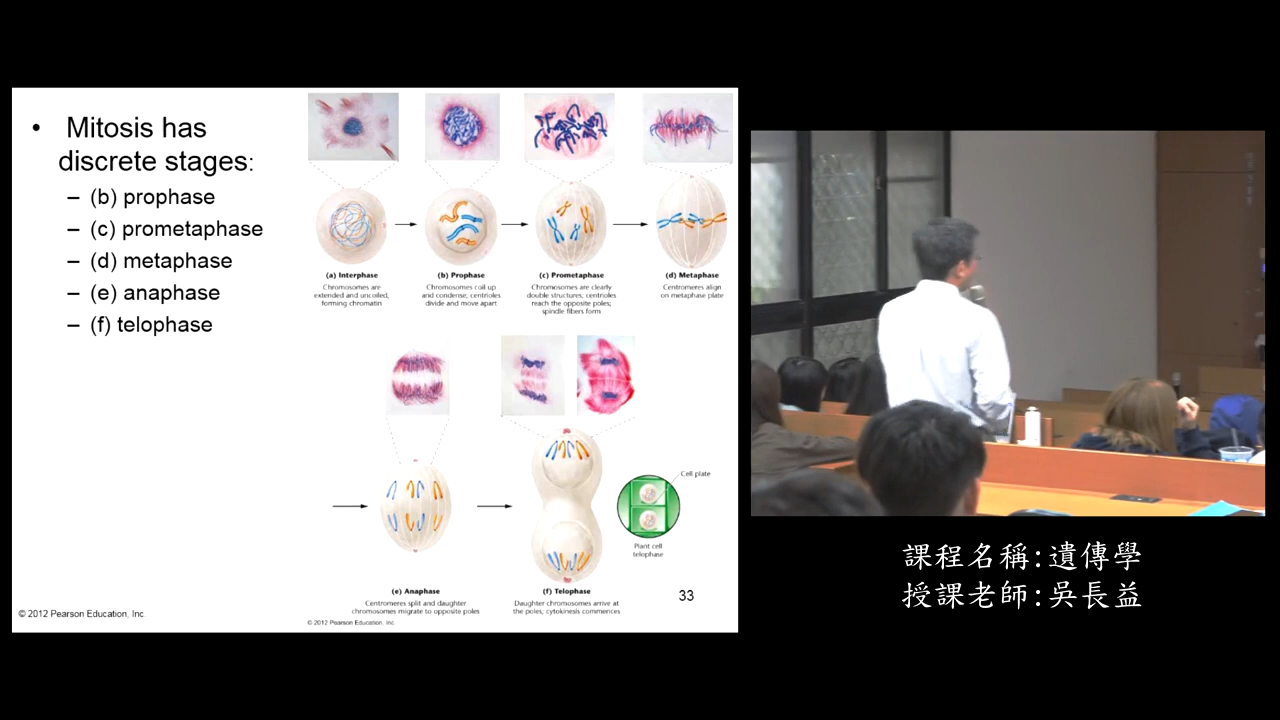 • Mitosis has
discrete stages:
– (b) prophase
– (c) prometaphase
– (d) metaphase
– (e) anaphase
– (f) telophase
(a) Interphase
Chromosomes are
extended and uncoiled,
forming chromatin
(b) Prophase
Chromosomes coil up
and condense; centrioles
divide and move apart
(c) Prometaphase
Chromosomes are clearly
double structures; centrioles
reach the opposite poles;
spindle fibers form
(d) Metaphase
Centromeres align
on metaphase plate
Cell plate
Plant cell
telophase
(e) Anaphase
Centromeres split and daughter
chromosomes migrate to opposite poles
(f) Telophase
Daughter chromosomes arrive at
the poles; cytokinesis commences
33
© 2012 Pearson Education, Inc.
© 2012 Pearson Education, Inc.
課程名稱:遺傳學
授課老師:吳長益